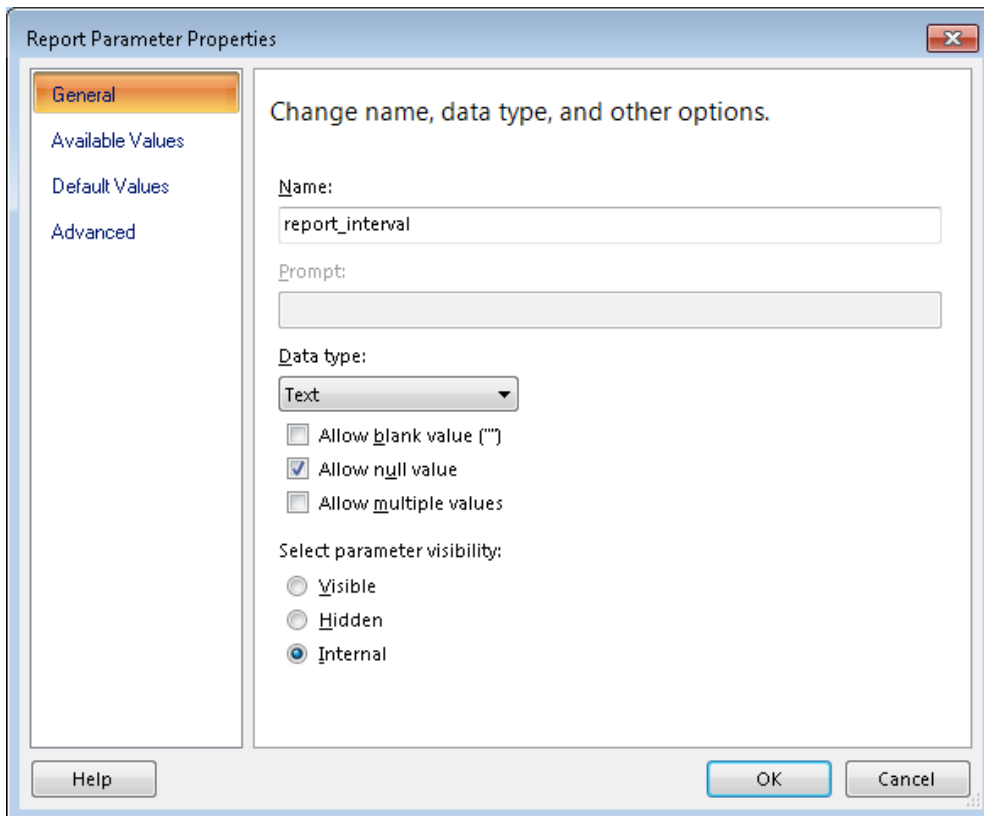 Report Parameter Properties
General
Available Values
Default Values
Advanced
Change name, data type, and other options.
Name:
report_interval
Prompt:
Data type:
Text
Allow blank value ("")
Allow null value
Allow multiple values
Select parameter visibility:
Visible
Hidden
Internal
Help
OK
Cancel